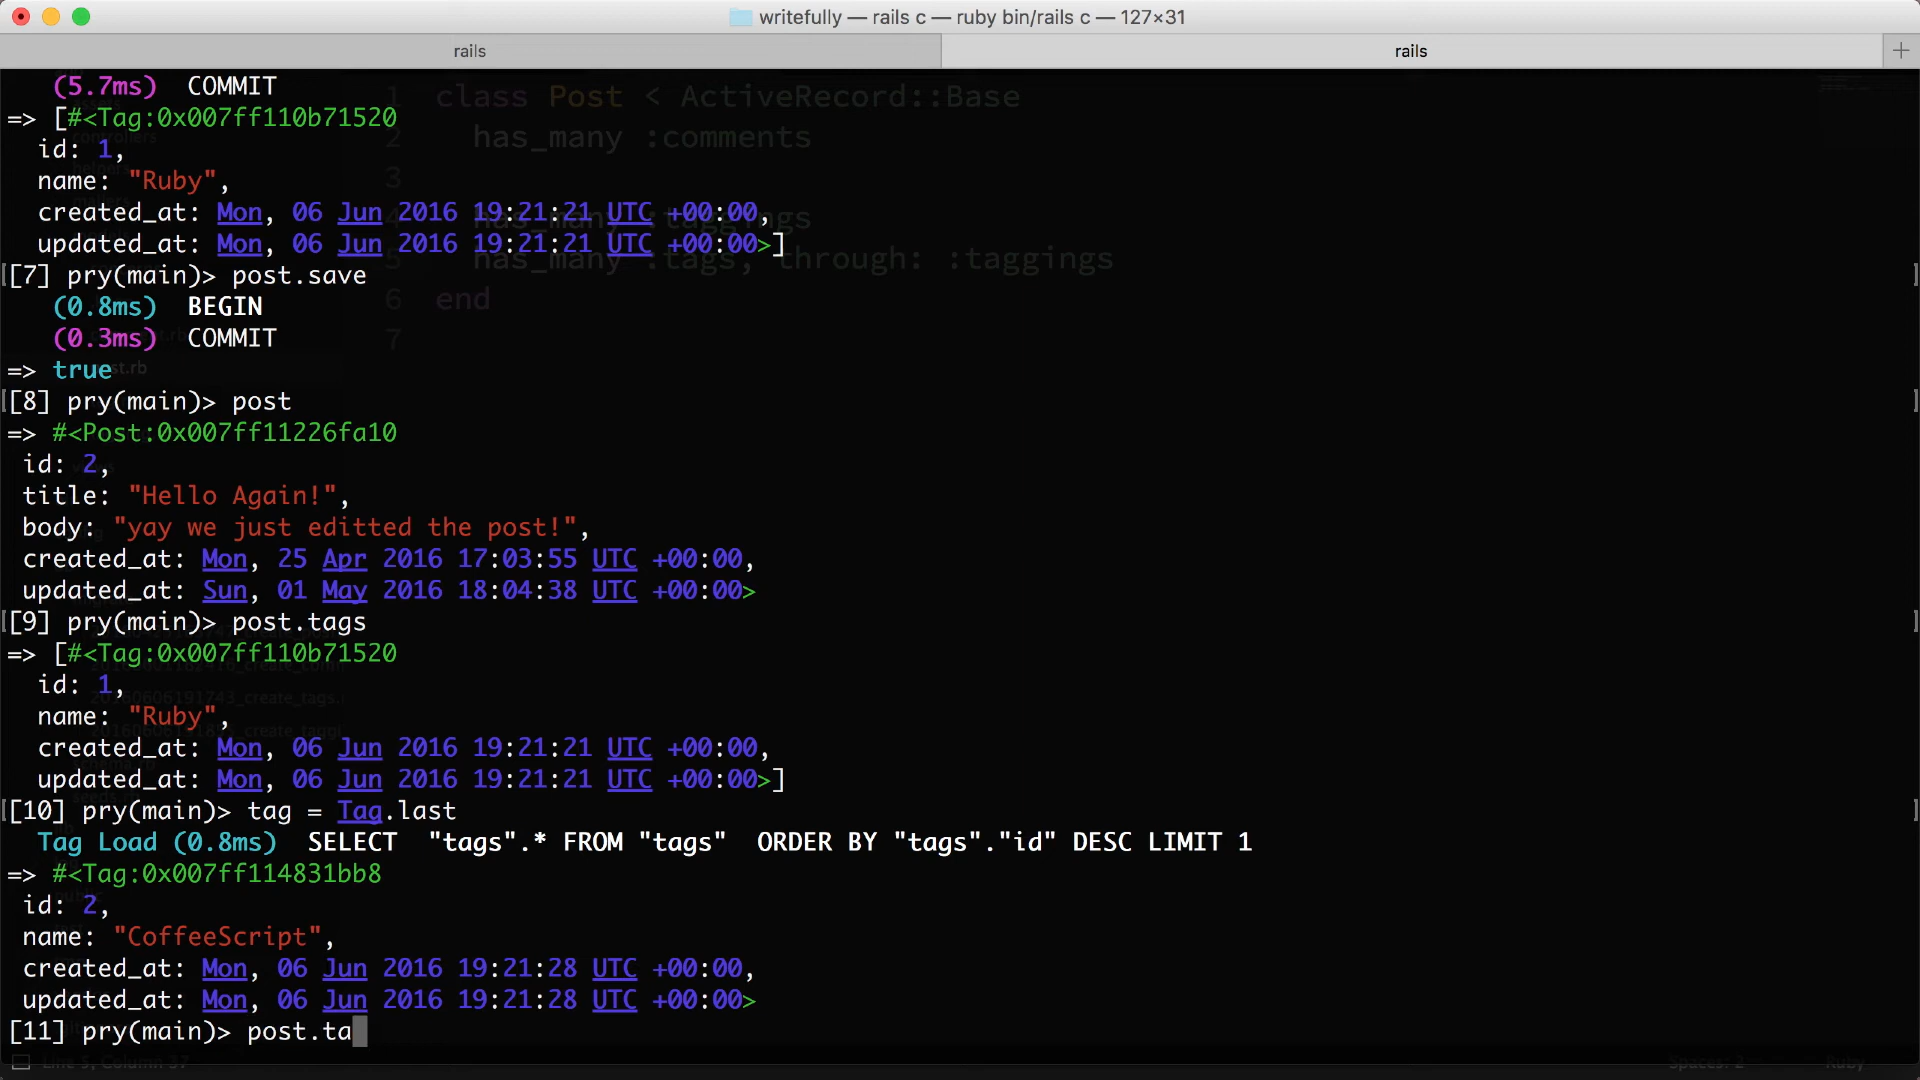 writefully — rails c — ruby bin/rails c — 127×31
rails
rails
(5.7ms) COMMIT
=> [#<Tag:0x007ff110b71520
id: 1,
name: "Ruby",
created_at: Mon, 06 Jun 2016 19:21:21 UTC +00:00,
updated_at: Mon, 06 Jun 2016 19:21:21 UTC +00:00>]
[7] pry(main)> post.save
(0.8ms) BEGIN
(0.3ms) COMMIT
=> true
[8] pry(main)> post
=> #<Post:0x007ff11226fa10
id: 2,
title: "Hello Again!",
body: "yay we just editted the post!",
created_at: Mon, 25 Apr 2016 17:03:55 UTC +00:00,
updated_at: Sun, 01 May 2016 18:04:38 UTC +00:00>
[9] pry(main)> post.tags
=> [#<Tag:0x007ff110b71520
id: 1,
name: "Ruby",
created_at: Mon, 06 Jun 2016 19:21:21 UTC +00:00,
updated_at: Mon, 06 Jun 2016 19:21:21 UTC +00:00>]
[10] pry(main)> tag = Tag.last
Tag Load (0.8ms) SELECT "tags".* FROM "tags" ORDER BY "tags"."id" DESC LIMIT 1
=> #<Tag:0x007ff114831bb8
id: 2,
name: "CoffeeScript",
created_at: Mon, 06 Jun 2016 19:21:28 UTC +00:00,
updated_at: Mon, 06 Jun 2016 19:21:28 UTC +00:00>
[11] pry(main)> post.ta
1 class Post < ActiveRecord::Base
2 has_many :comments
3
4 has_many :taggings
5 has_many :tags, through: :taggings
6 end
7
Line 5, Column 37
Spaces: 2
Ruby